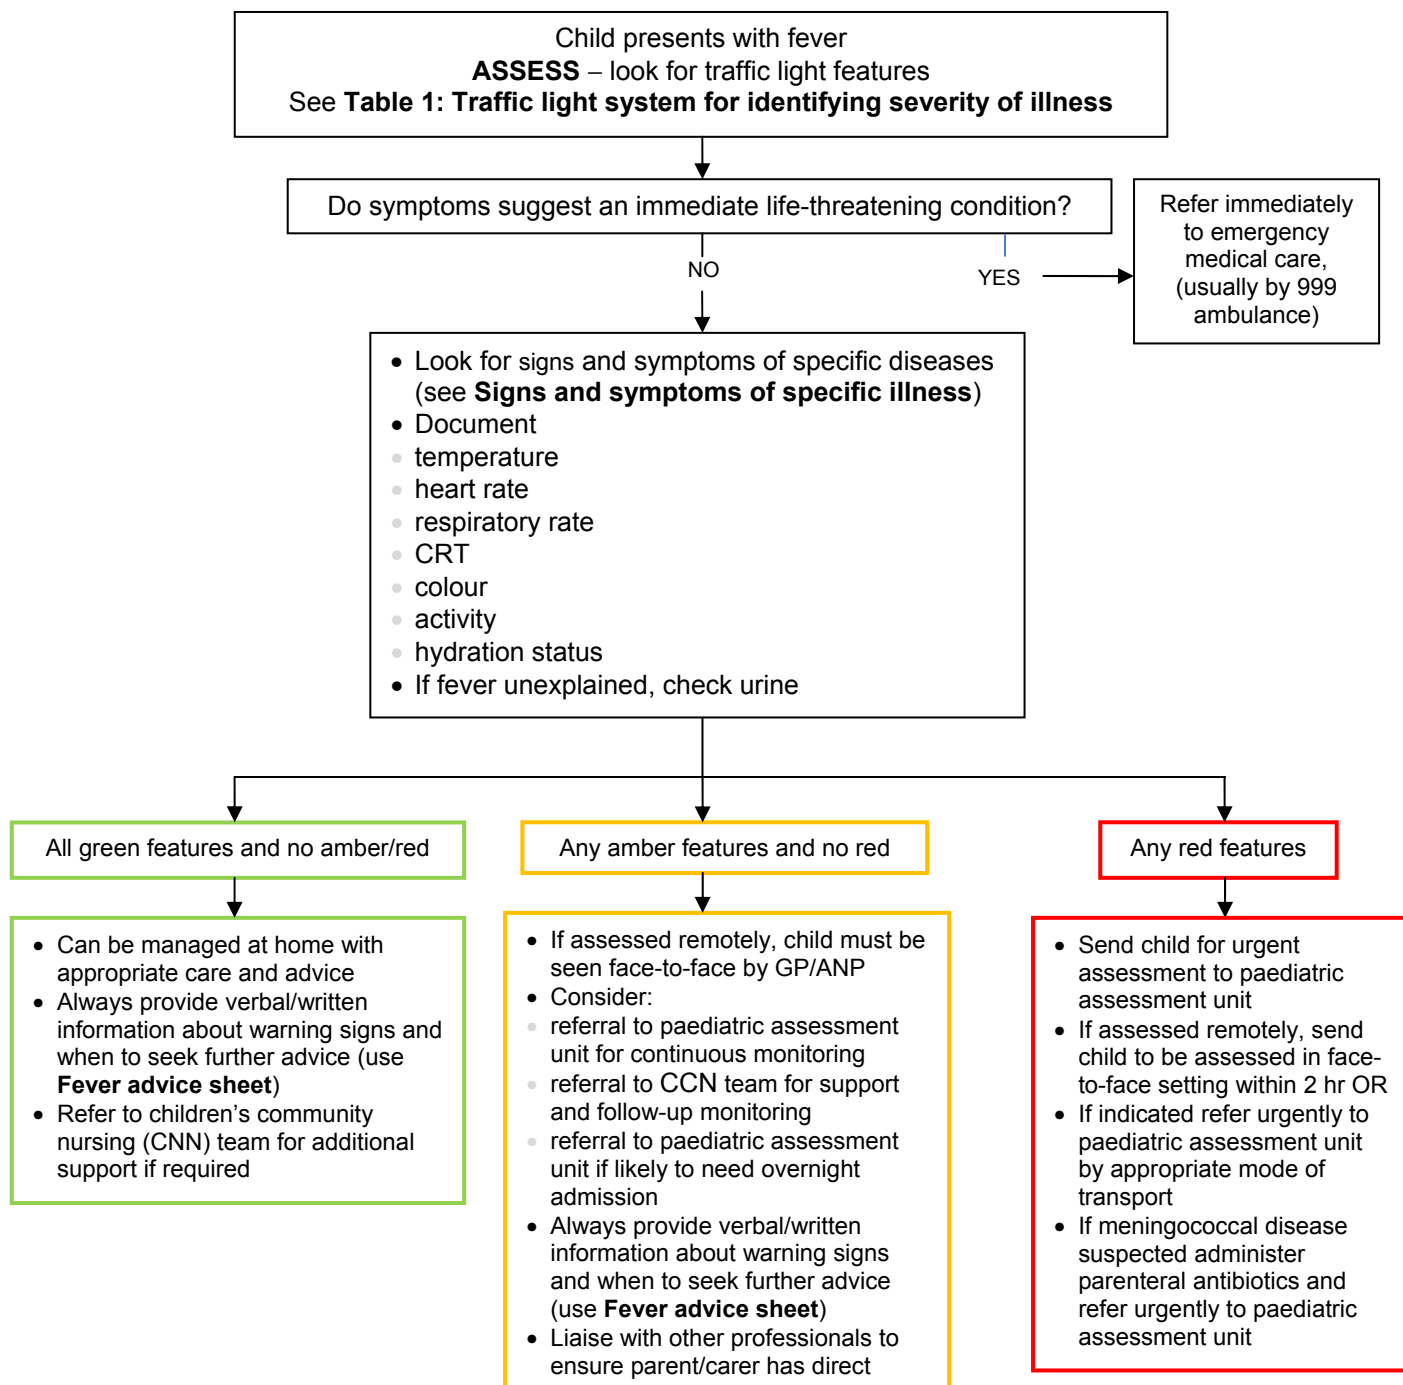 Child presents with fever
ASSESS – look for traffic light features
See Table 1: Traffic light system for identifying severity of illness
Do symptoms suggest an immediate life-threatening condition?
Refer immediately
to emergency
medical care,
(usually by 999
ambulance)
NO
YES
• Look for signs and symptoms of specific diseases
(see Signs and symptoms of specific illness)
• Document
• temperature
• heart rate
• respiratory rate
• CRT
• colour
• activity
• hydration status
• If fever unexplained, check urine
All green features and no amber/red
• Can be managed at home with
appropriate care and advice
• Always provide verbal/written
information about warning signs and
when to seek further advice (use
Fever advice sheet)
• Refer to children’s community
nursing (CNN) team for additional
support if required
Any amber features and no red
• If assessed remotely, child must be
seen face-to-face by GP/ANP
• Consider:
• referral to paediatric assessment
unit for continuous monitoring
• referral to CCN team for support
and follow-up monitoring
• referral to paediatric assessment
unit if likely to need overnight
admission
• Always provide verbal/written
information about warning signs
and when to seek further advice
(use Fever advice sheet)
• Liaise with other professionals to
ensure parent/carer has direct
Any red features
• Send child for urgent
assessment to paediatric
assessment unit
• If assessed remotely, send
child to be assessed in face-
to-face setting within 2 hr OR
• If indicated refer urgently to
paediatric assessment unit
by appropriate mode of
transport
• If meningococcal disease
suspected administer
parenteral antibiotics and
refer urgently to paediatric
assessment unit